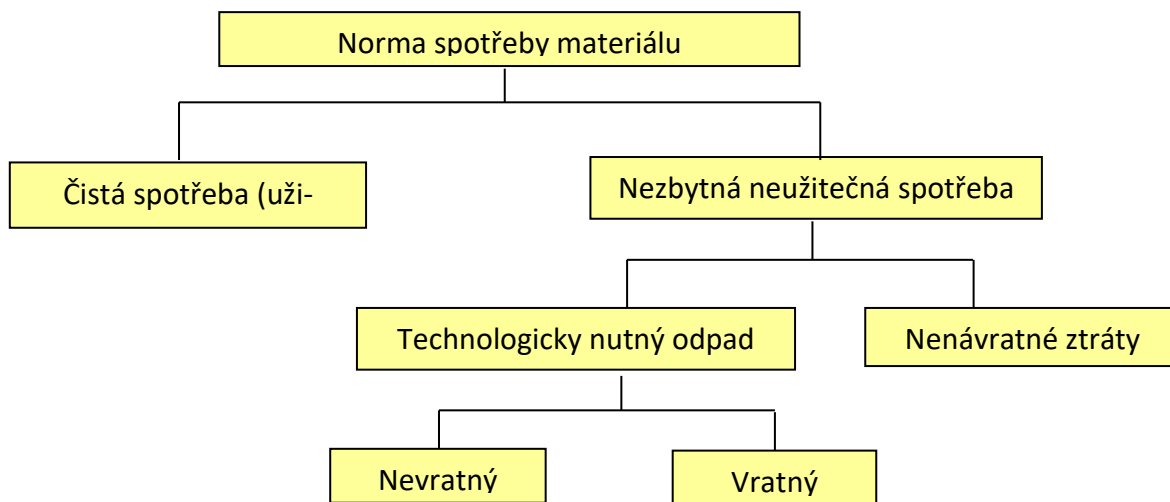 Norma spotřeby materiálu
Čistá spotřeba (uži-
Nezbytná neužitečná spotřeba
Technologicky nutný odpad
Nenávratné ztráty
Nevratný
Vratný